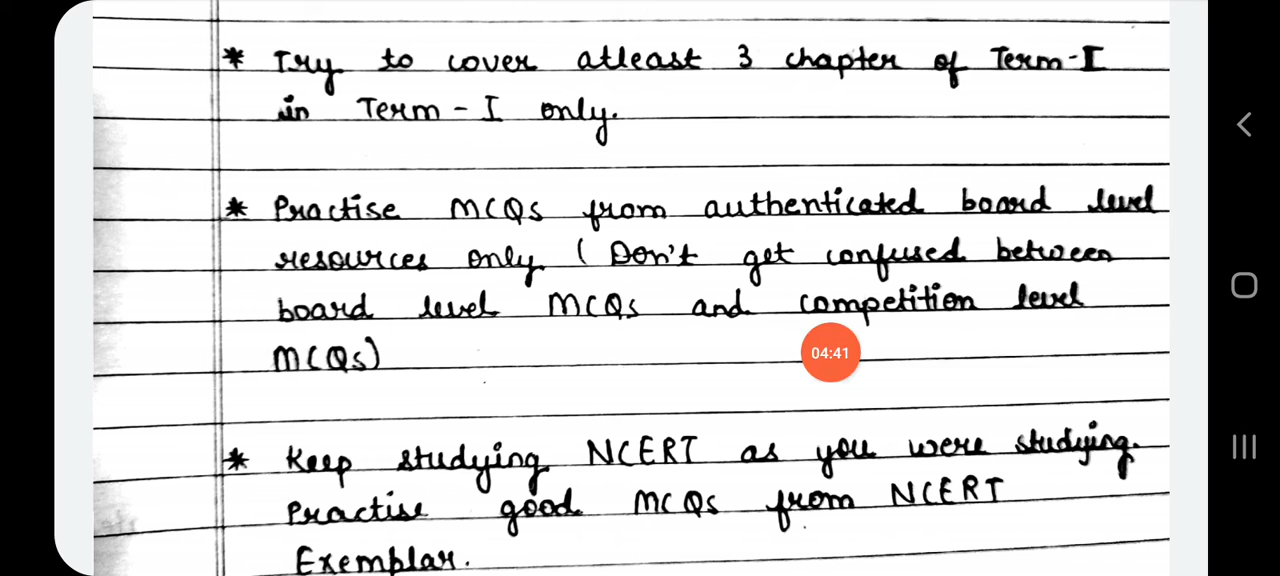 * Try to cover atleast 3 chapter of Term-I
in Term - I only.
* Practise MCQs from authenticated board level
resources only ( Don't get confused between
board level MCQs and competition level
MCQs)
04:41
* Keep studying NCERT as you were studying.
Practise good MCQs from NCERT
Exemplar.